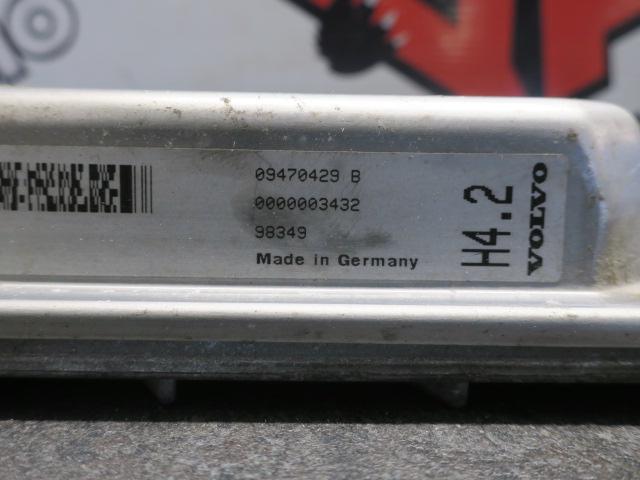 09470429 B
0000003432
98349
Made in Germany
H4.2
VOLVO